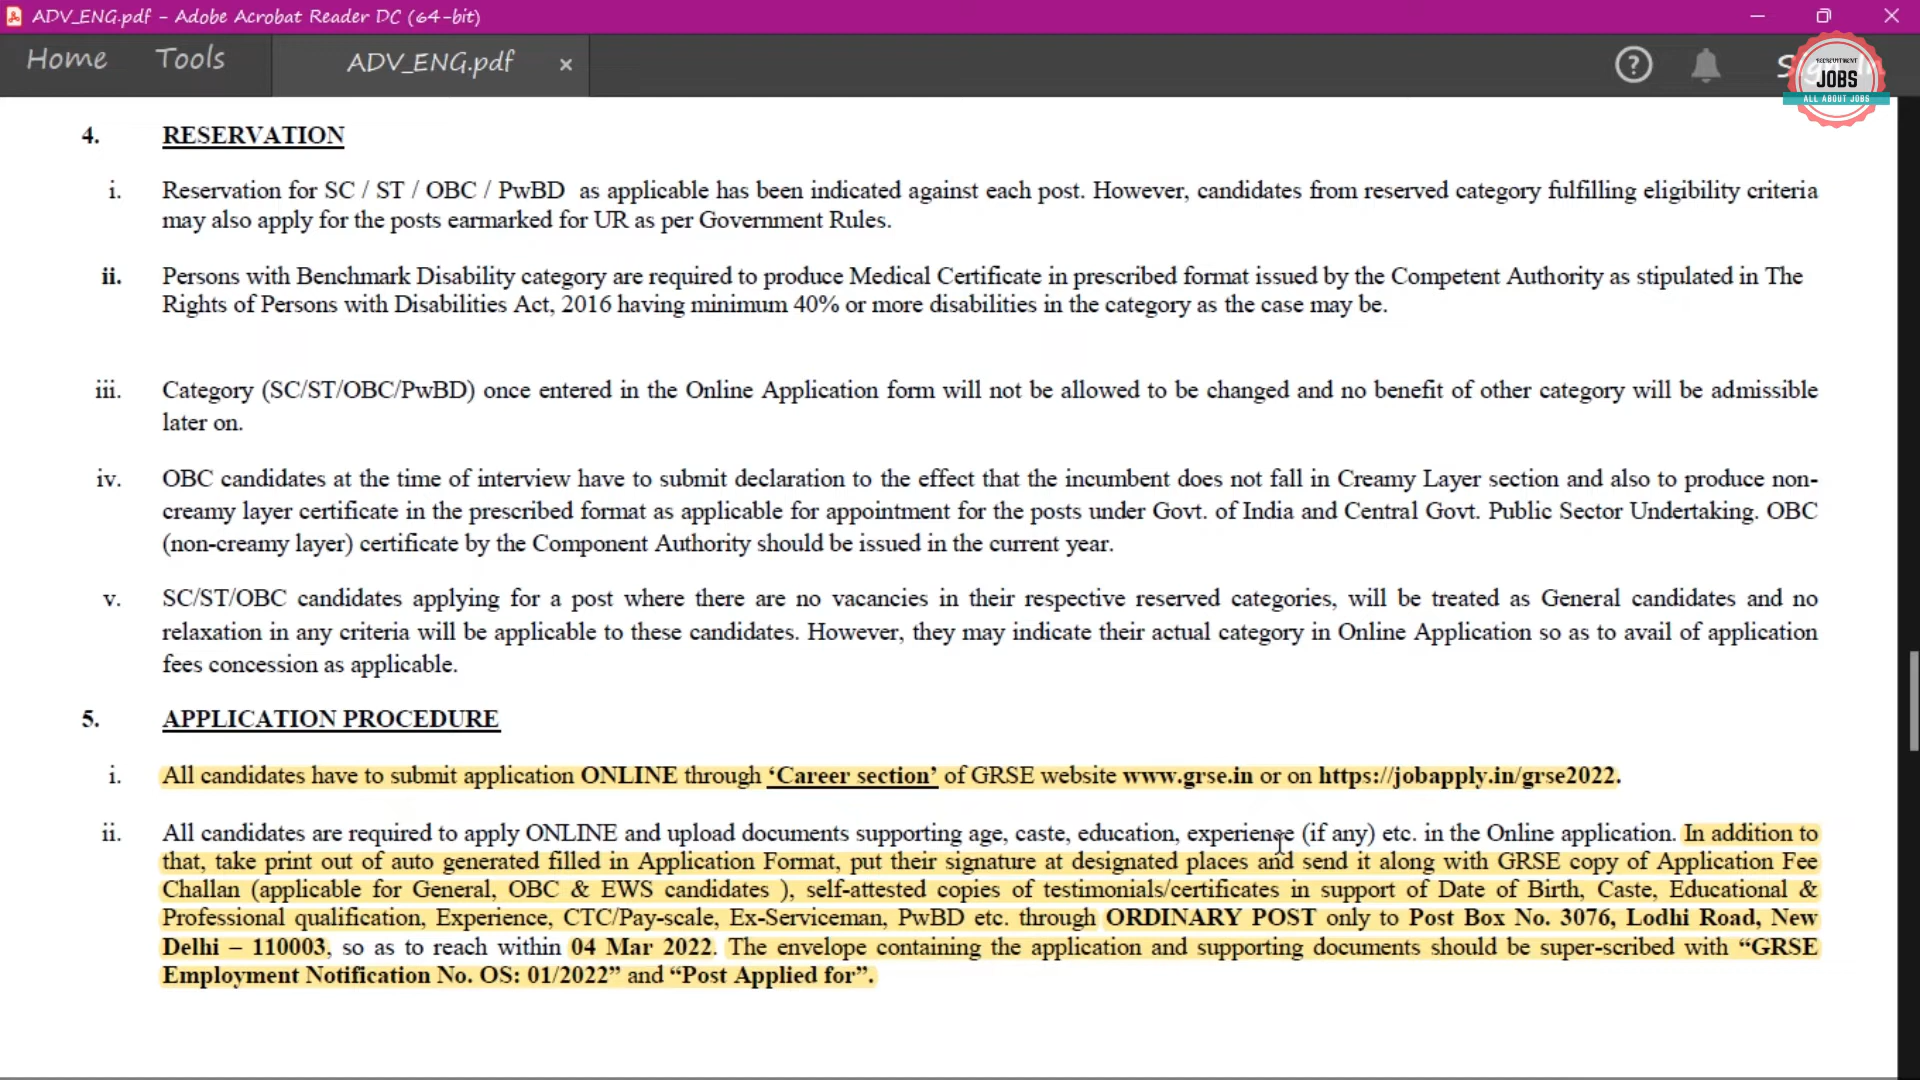 ADV_ENG.pdf - Adobe Acrobat Reader DC (64-bit)
Home Tools ADV_ENG.pdf
RECRUITMENT
JOBS
ALL ABOUT JOBS
4. RESERVATION
i. Reservation for SC / ST / OBC / PwBD as applicable has been indicated against each post. However, candidates from reserved category fulfilling eligibility criteria
may also apply for the posts earmarked for UR as per Government Rules.
ii. Persons with Benchmark Disability category are required to produce Medical Certificate in prescribed format issued by the Competent Authority as stipulated in The
Rights of Persons with Disabilities Act, 2016 having minimum 40% or more disabilities in the category as the case may be.
iii. Category (SC/ST/OBC/PwBD) once entered in the Online Application form will not be allowed to be changed and no benefit of other category will be admissible
later on.
iv. OBC candidates at the time of interview have to submit declaration to the effect that the incumbent does not fall in Creamy Layer section and also to produce non-
creamy layer certificate in the prescribed format as applicable for appointment for the posts under Govt. of India and Central Govt. Public Sector Undertaking. OBC
(non-creamy layer) certificate by the Component Authority should be issued in the current year.
v. SC/ST/OBC candidates applying for a post where there are no vacancies in their respective reserved categories, will be treated as General candidates and no
relaxation in any criteria will be applicable to these candidates. However, they may indicate their actual category in Online Application so as to avail of application
fees concession as applicable.
5. APPLICATION PROCEDURE
i. All candidates have to submit application ONLINE through ‘Career section’ of GRSE website www.grse.in or on https://jobapply.in/grse2022.
ii. All candidates are required to apply ONLINE and upload documents supporting age, caste, education, experience (if any) etc. in the Online application. In addition to
that, take print out of auto generated filled in Application Format, put their signature at designated places and send it along with GRSE copy of Application Fee
Challan (applicable for General, OBC & EWS candidates ), self-attested copies of testimonials/certificates in support of Date of Birth, Caste, Educational &
Professional qualification, Experience, CTC/Pay-scale, Ex-Serviceman, PwBD etc. through ORDINARY POST only to Post Box No. 3076, Lodhi Road, New
Delhi – 110003, so as to reach within 04 Mar 2022. The envelope containing the application and supporting documents should be super-scribed with “GRSE
Employment Notification No. OS: 01/2022” and “Post Applied for”.